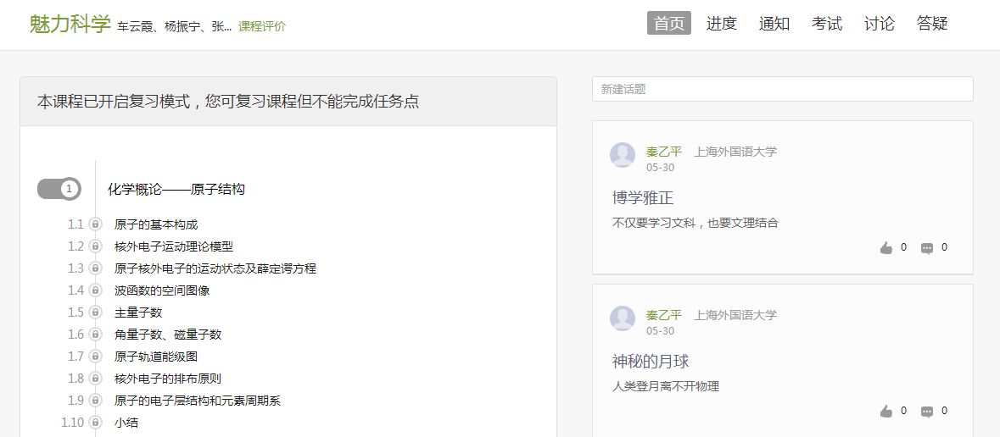 魅力科学 车云霞、杨振宁、张... 课程评价
首页 进度 通知 考试 讨论 答疑
本课程已开启复习模式，您可复习课程但不能完成任务点
1 化学概论——原子结构
1.1 原子的基本构成
1.2 核外电子运动理论模型
1.3 原子核外电子的运动状态及薛定谔方程
1.4 波函数的空间图像
1.5 主量子数
1.6 角量子数、磁量子数
1.7 原子轨道能级图
1.8 核外电子的排布原则
1.9 原子的电子层结构和元素周期系
1.10 小结
新建话题
秦乙平 上海外国语大学
05-30
博学雅正
不仅要学习文科，也要文理结合
0 0
秦乙平 上海外国语大学
05-30
神秘的月球
人类登月离不开物理
0 0